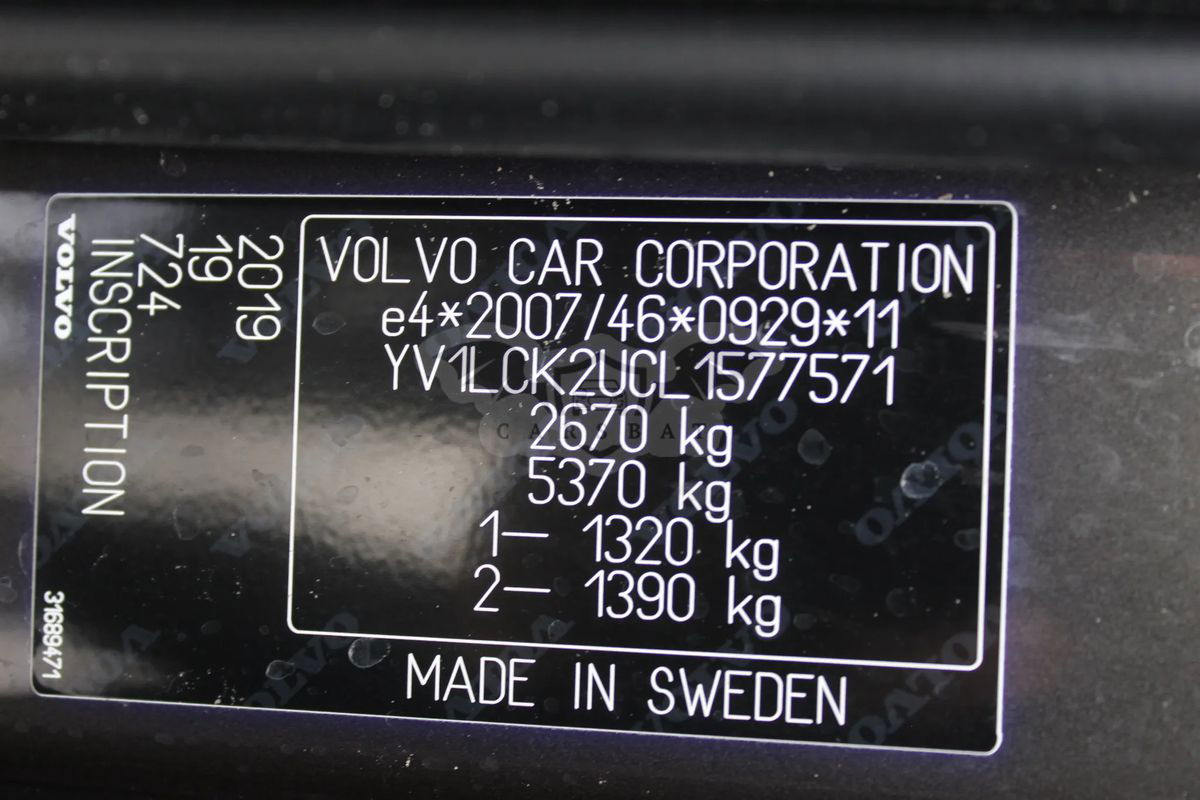 VOLVO
2019
19
724
INSCRIPTION
31689471
VOLVO CAR CORPORATION
e4*2007/46*0929*11
YV1LCK2UCL1577571
2670 kg
5370 kg
1— 1320 kg
2— 1390 kg
MADE IN SWEDEN
CARSBAT